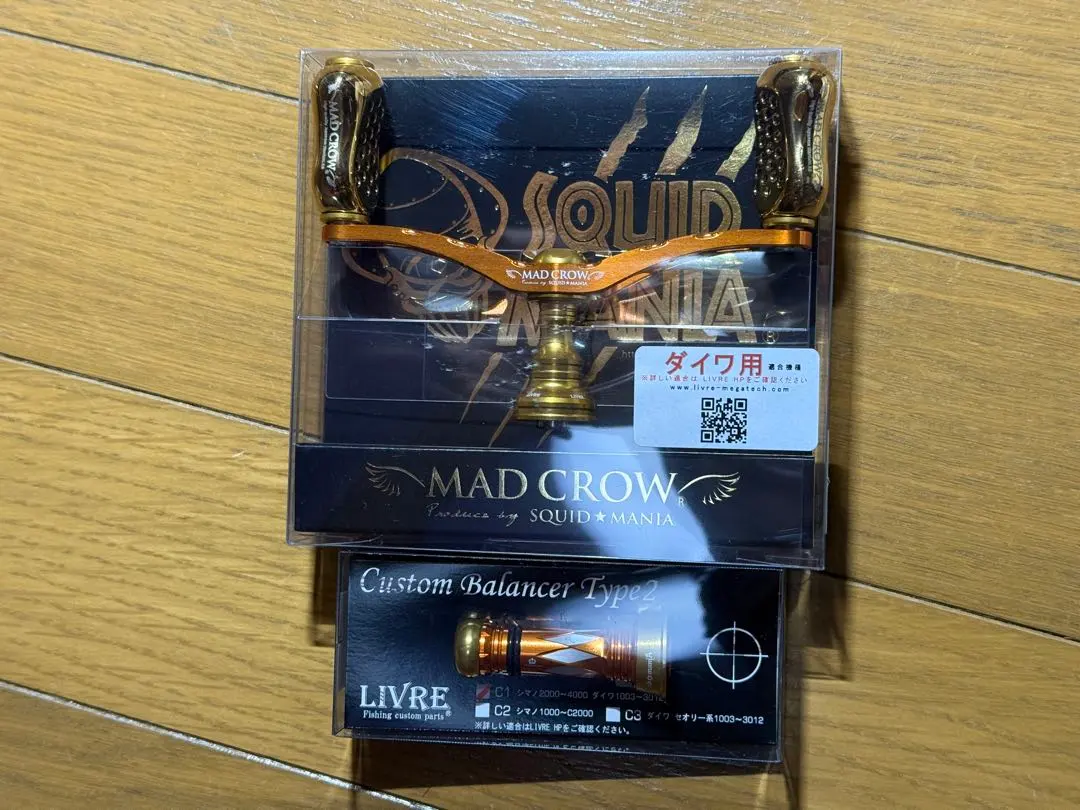 MAD CROW
SQUID
MANIA
MAD CROW
Produce by SQUID★MANIA
ダイワ用 適合機種
※詳しい適合は LIVRE HPをご確認ください
www.livre-megatech.com
MAD CROW®
Produce by SQUID★MANIA
Custom Balancer Type2
LIVRE®
Fishing custom parts
C1 シマノ2000~4000 ダイワ1003~3012
C2 シマノ1000~C2000
C3 ダイワ セオリー系1003~3012
※詳しい適合はLIVRE HPをご確認ください。